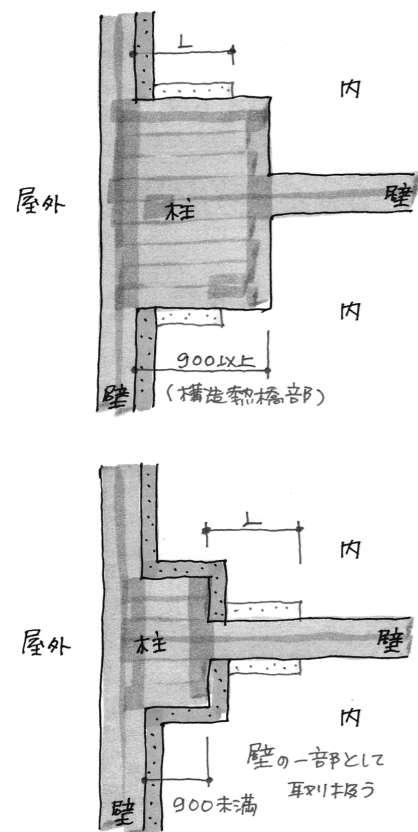 L
内
屋外
柱
壁
内
900以上
壁
(構造熱橋部)
L
内
屋外
柱
壁
内
壁の一部として
取り扱う
900未満
壁